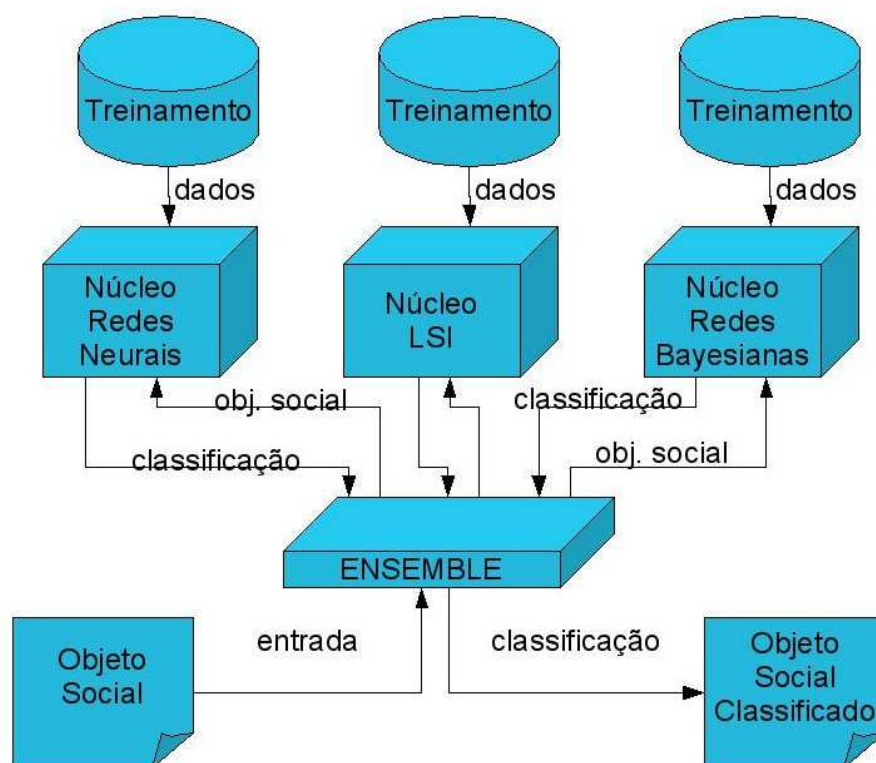 Treinamento
Treinamento
Treinamento
dados
dados
dados
Núcleo
Redes
Neurais
Núcleo
LSI
Núcleo
Redes
Bayesianas
obj. social
classificação
classificação
obj. social
ENSEMBLE
Objeto
Social
entrada
classificação
Objeto
Social
Classificado